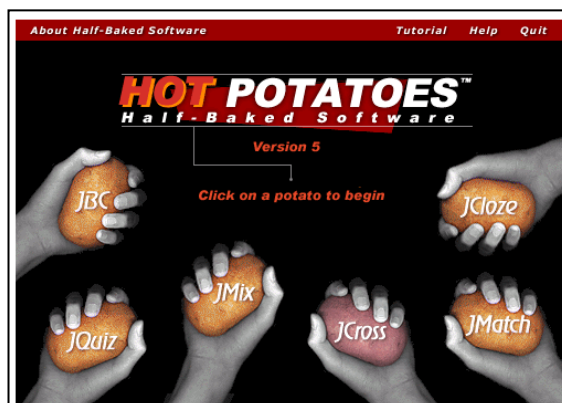 About Half-Baked Software Tutorial Help Quit
HOT POTATOES™
Half-Baked Software
Version 5
Click on a potato to begin
JBC
JCloze
JMix
JQuiz
JCross
JMatch